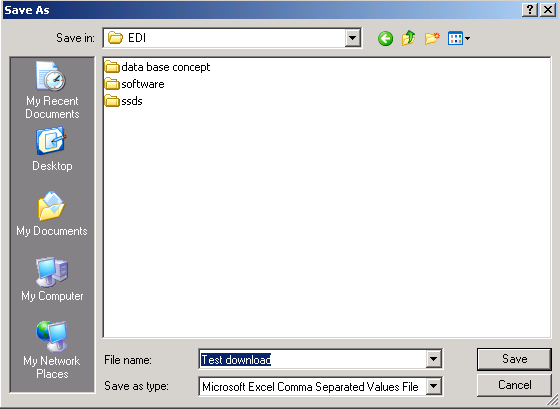 Save As
Save in:
EDI
data base concept
software
ssds
My Recent
Documents
Desktop
My Documents
My Computer
My Network
Places
File name:
Test download
Save
Save as type:
Microsoft Excel Comma Separated Values File
Cancel